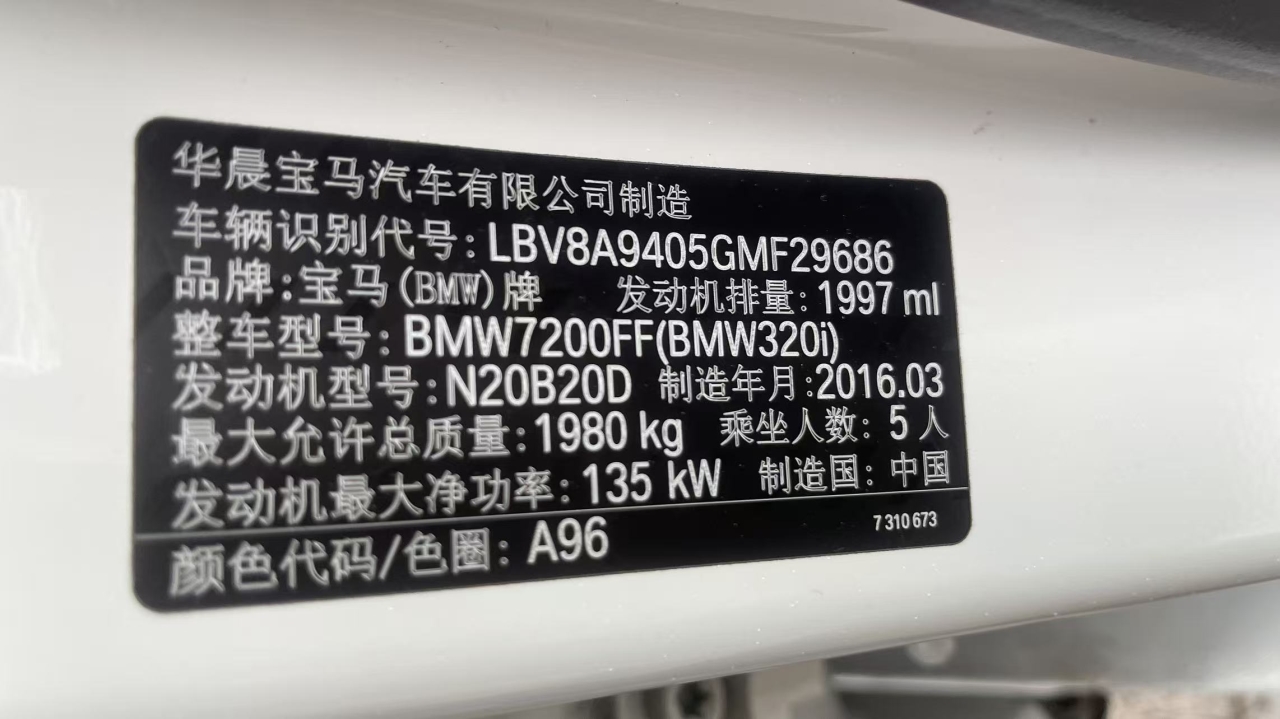 华晨宝马汽车有限公司制造
车辆识别代号: LBV8A9405GMF29686
品牌: 宝马(BMW)牌 发动机排量: 1997 ml
整车型号: BMW7200FF(BMW320i)
发动机型号: N20B20D 制造年月: 2016.03
最大允许总质量: 1980 kg 乘坐人数: 5 人
发动机最大净功率: 135 kW 制造国: 中国
7 310 673
颜色代码/色圈: A96